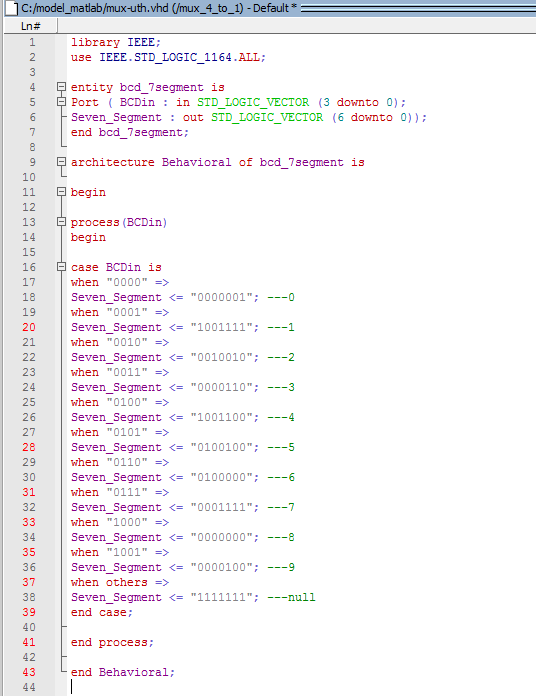 C:/model_matlab/mux-uth.vhd (/mux_4_to_1) - Default *
Ln#
1 library IEEE;
2 use IEEE.STD_LOGIC_1164.ALL;
3
4 entity bcd_7segment is
5 Port ( BCDin : in STD_LOGIC_VECTOR (3 downto 0);
6 Seven_Segment : out STD_LOGIC_VECTOR (6 downto 0));
7 end bcd_7segment;
8
9 architecture Behavioral of bcd_7segment is
10
11 begin
12
13 process(BCDin)
14 begin
15
16 case BCDin is
17 when "0000" =>
18 Seven_Segment <= "0000001"; ---0
19 when "0001" =>
20 Seven_Segment <= "1001111"; ---1
21 when "0010" =>
22 Seven_Segment <= "0010010"; ---2
23 when "0011" =>
24 Seven_Segment <= "0000110"; ---3
25 when "0100" =>
26 Seven_Segment <= "1001100"; ---4
27 when "0101" =>
28 Seven_Segment <= "0100100"; ---5
29 when "0110" =>
30 Seven_Segment <= "0100000"; ---6
31 when "0111" =>
32 Seven_Segment <= "0001111"; ---7
33 when "1000" =>
34 Seven_Segment <= "0000000"; ---8
35 when "1001" =>
36 Seven_Segment <= "0000100"; ---9
37 when others =>
38 Seven_Segment <= "1111111"; ---null
39 end case;
40
41 end process;
42
43 end Behavioral;
44